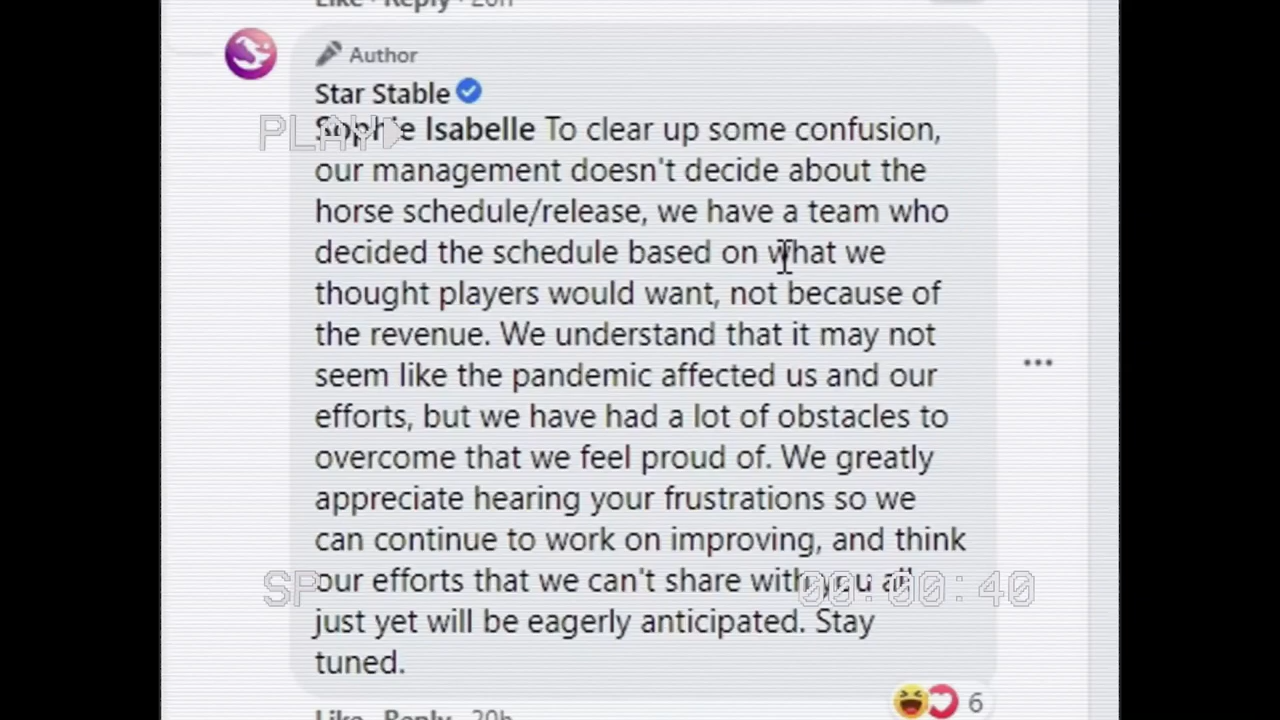 Like · Reply · 20h
Author
Star Stable
Sophie Isabelle To clear up some confusion,
PLAY
our management doesn't decide about the
horse schedule/release, we have a team who
decided the schedule based on what we
thought players would want, not because of
the revenue. We understand that it may not
seem like the pandemic affected us and our
efforts, but we have had a lot of obstacles to
overcome that we feel proud of. We greatly
appreciate hearing your frustrations so we
can continue to work on improving, and think
our efforts that we can't share with you all
SP
00:00:40
just yet will be eagerly anticipated. Stay
tuned.
6
Like · Reply · 20h